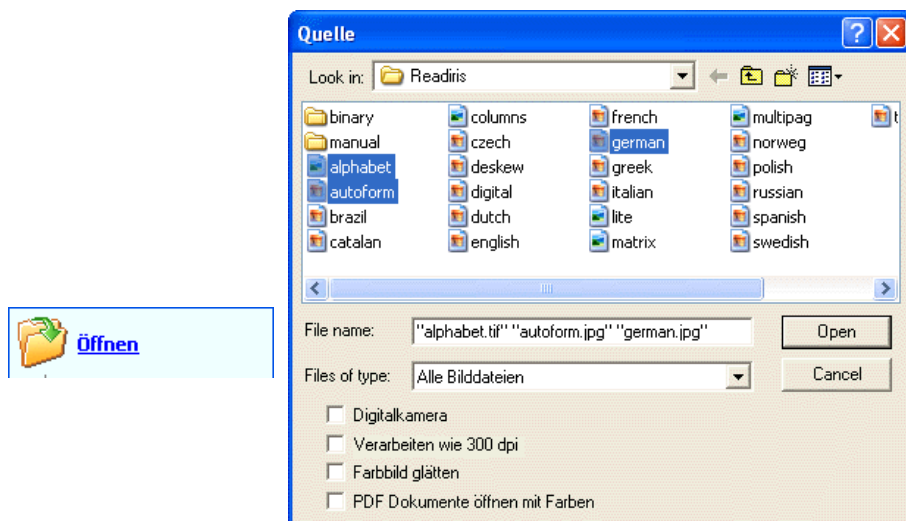 Quelle
Look in: Readiris
binary columns french multipag t
manual czech german norweg
alphabet deskew greek polish
autoform digital italian russian
brazil dutch lite spanish
catalan english matrix swedish
File name: "alphabet.tif" "autoform.jpg" "german.jpg" Open
Öffnen
Files of type: Alle Bilddateien Cancel
Digitalkamera
Verarbeiten wie 300 dpi
Farbbild glätten
PDF Dokumente öffnen mit Farben